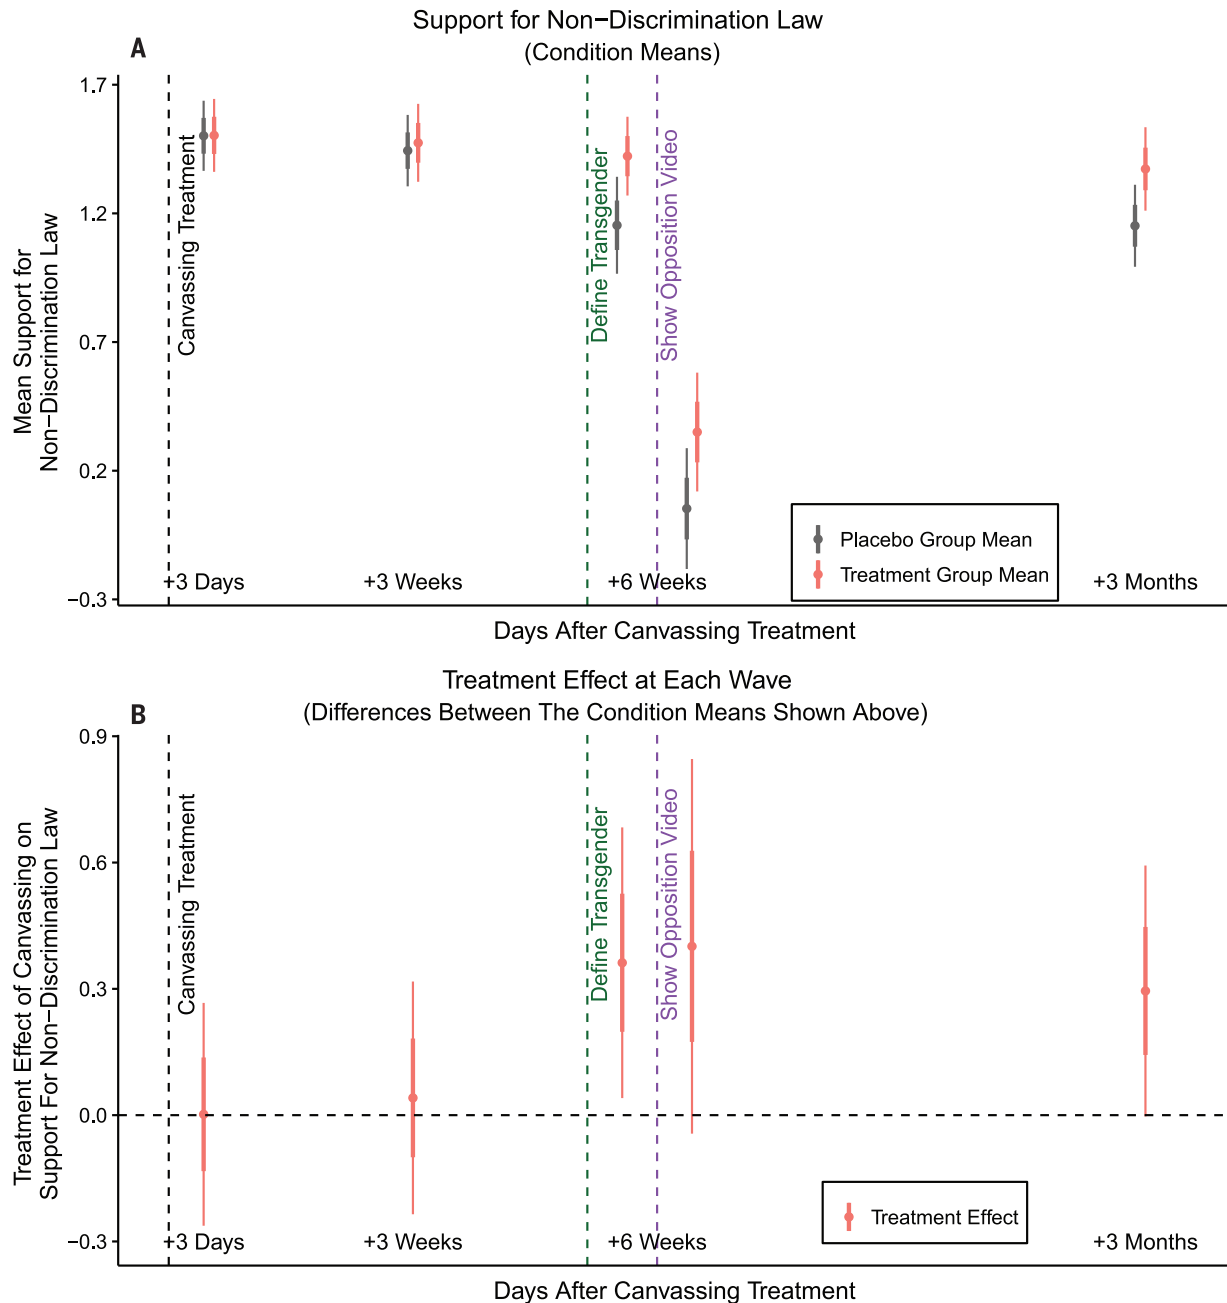 Support for Non−Discrimination Law
A
(Condition Means)
1.7
1.2
0.7
0.2
−0.3
Mean Support for
Non−Discrimination Law
Canvassing Treatment
Define Transgender
Show Opposition Video
Placebo Group Mean
Treatment Group Mean
+3 Days
+3 Weeks
+6 Weeks
+3 Months
Days After Canvassing Treatment
Treatment Effect at Each Wave
B
(Differences Between The Condition Means Shown Above)
0.9
0.6
0.3
0.0
−0.3
Treatment Effect of Canvassing on
Support For Non−Discrimination Law
Canvassing Treatment
Define Transgender
Show Opposition Video
Treatment Effect
+3 Days
+3 Weeks
+6 Weeks
+3 Months
Days After Canvassing Treatment